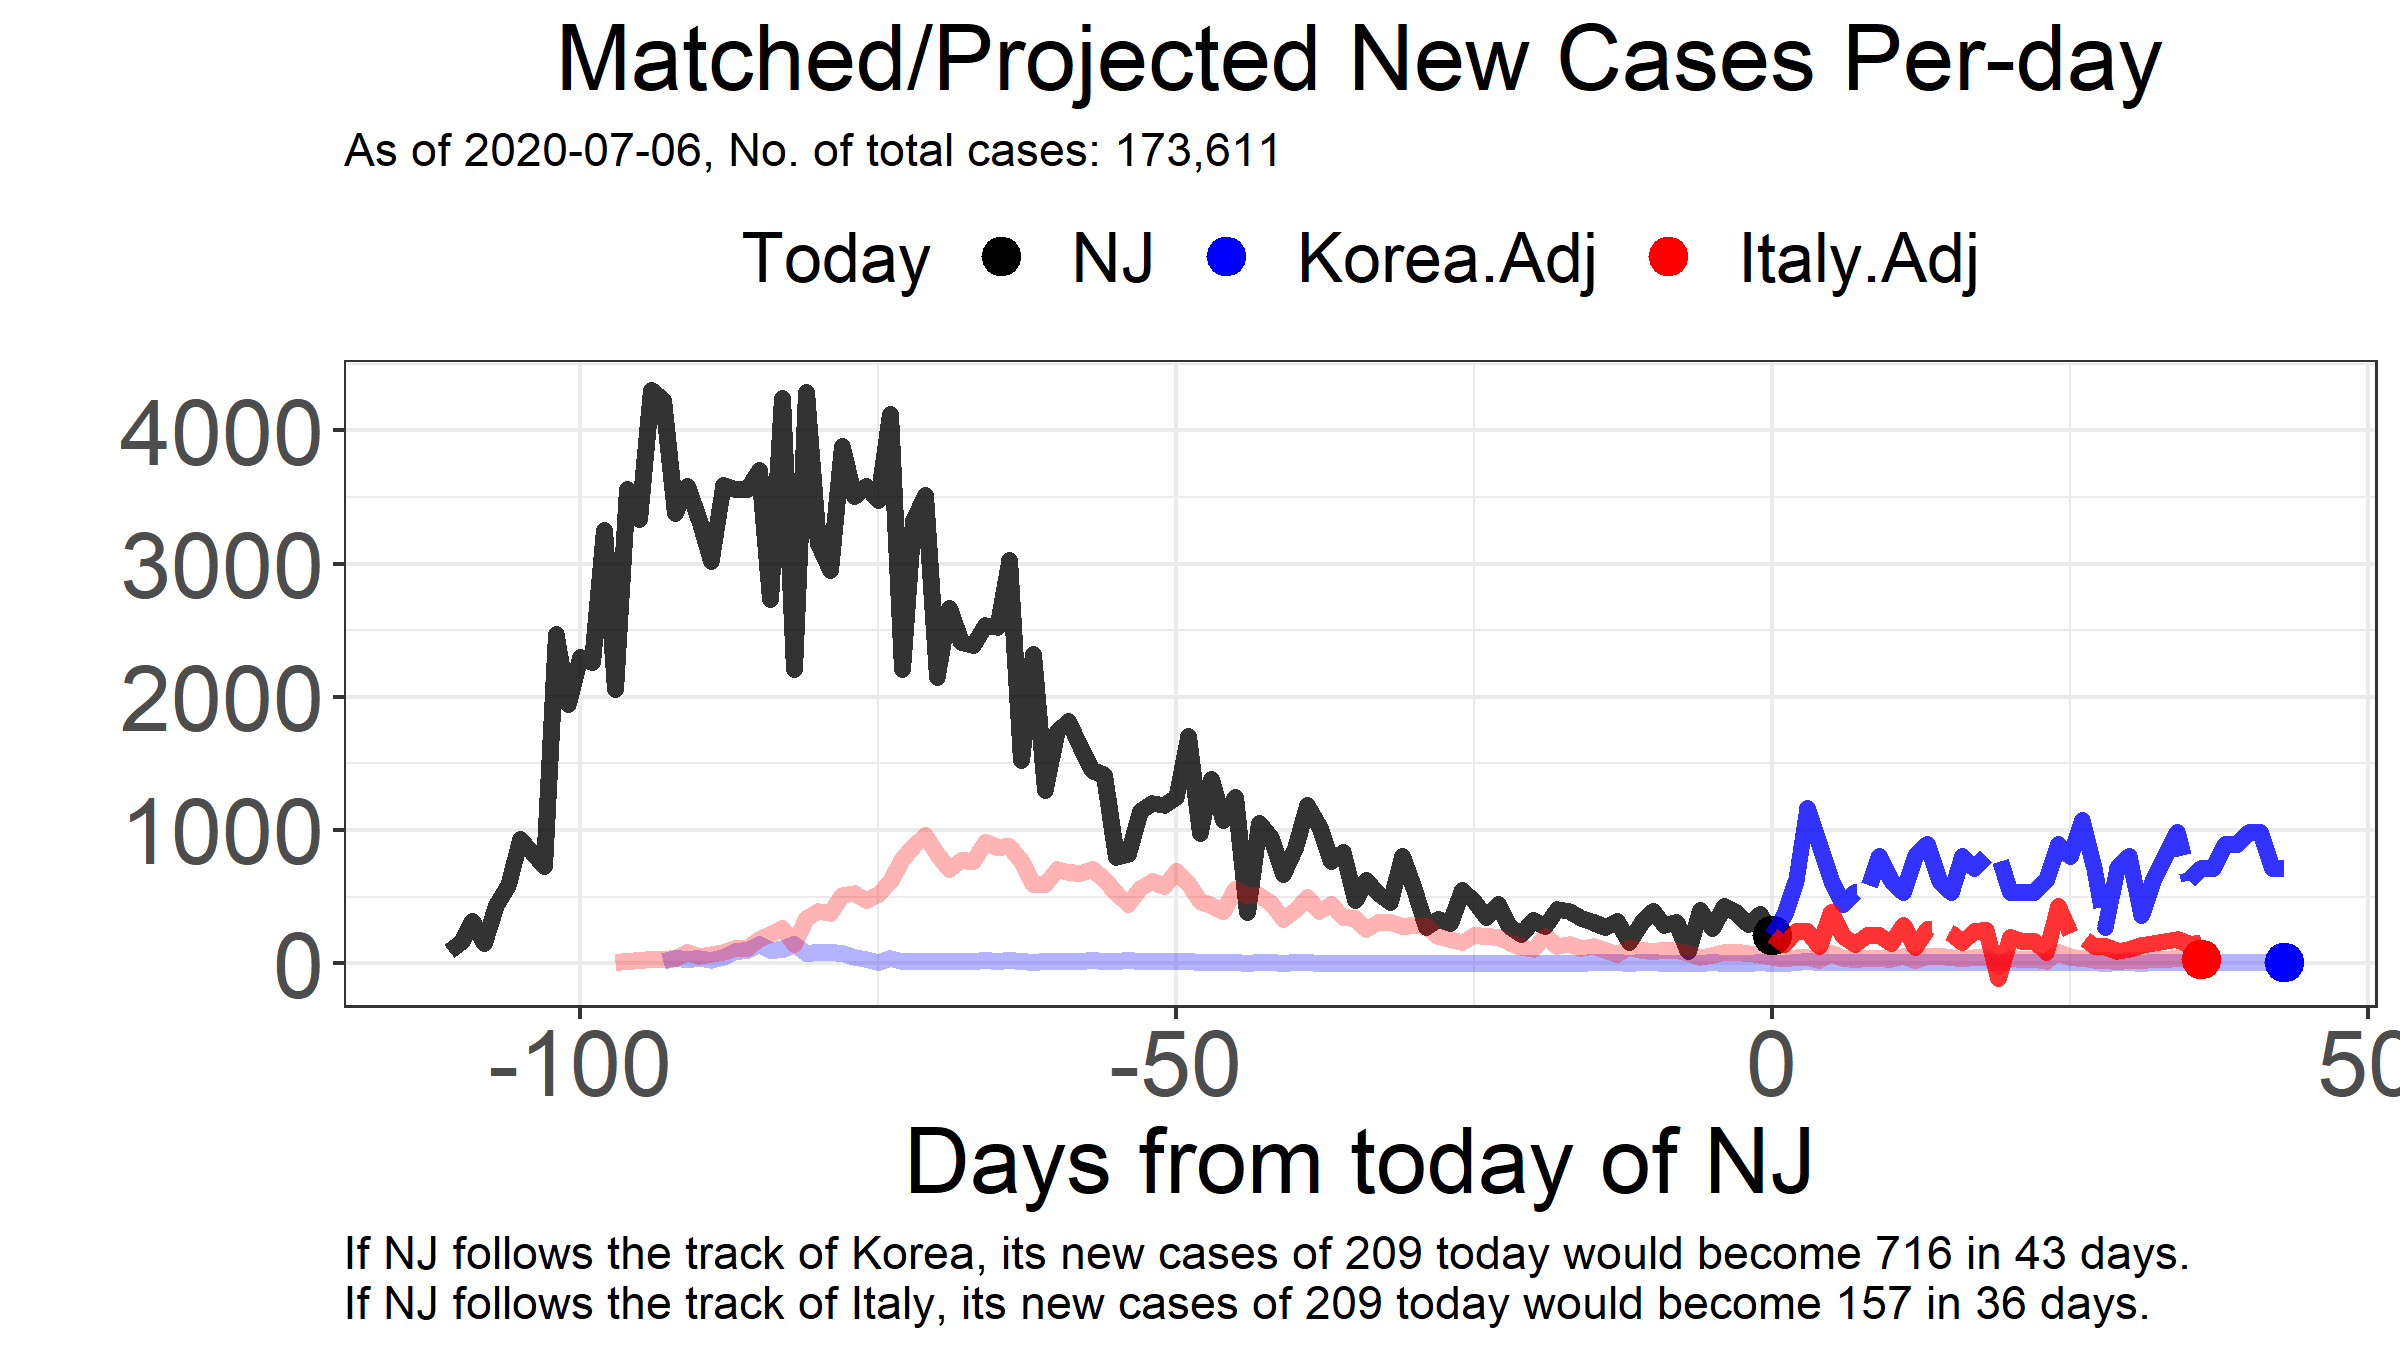 Matched/Projected New Cases Per-day
As of 2020-07-06, No. of total cases: 173,611
Today NJ Korea.Adj Italy.Adj
4000
3000
2000
1000
0
-100 -50 0 50
Days from today of NJ
If NJ follows the track of Korea, its new cases of 209 today would become 716 in 43 days.
If NJ follows the track of Italy, its new cases of 209 today would become 157 in 36 days.